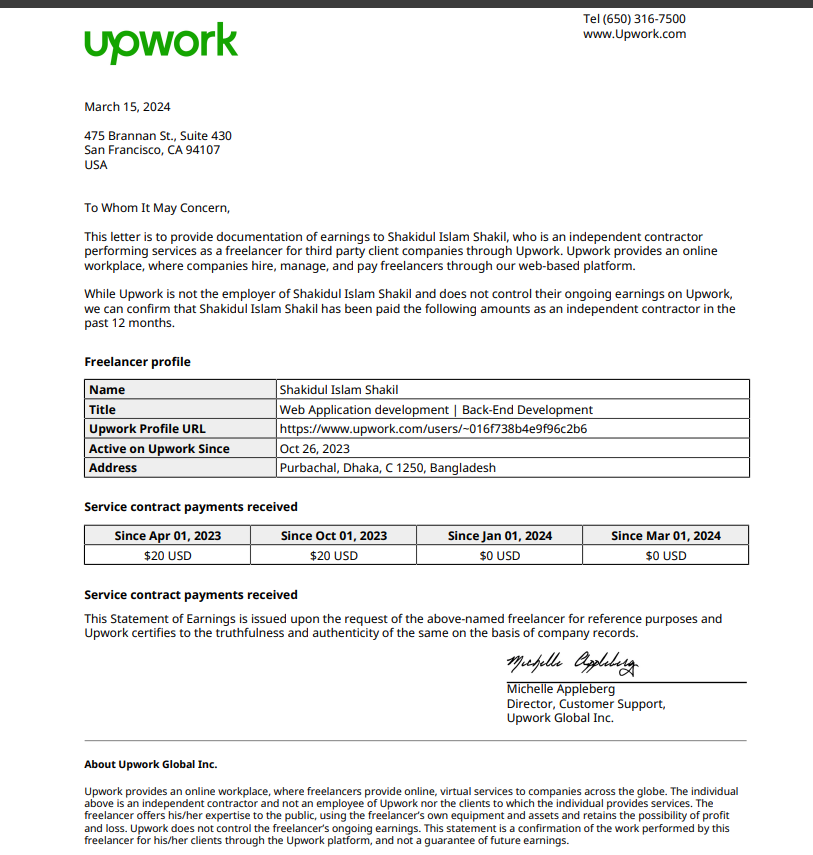 upwork
Tel (650) 316-7500
www.Upwork.com
March 15, 2024
475 Brannan St., Suite 430
San Francisco, CA 94107
USA
To Whom It May Concern,
This letter is to provide documentation of earnings to Shakidul Islam Shakil, who is an independent contractor
performing services as a freelancer for third party client companies through Upwork. Upwork provides an online
workplace, where companies hire, manage, and pay freelancers through our web-based platform.
While Upwork is not the employer of Shakidul Islam Shakil and does not control their ongoing earnings on Upwork,
we can confirm that Shakidul Islam Shakil has been paid the following amounts as an independent contractor in the
past 12 months.
Freelancer profile
Name Shakidul Islam Shakil
Title Web Application development | Back-End Development
Upwork Profile URL https://www.upwork.com/users/~016f738b4e9f96c2b6
Active on Upwork Since Oct 26, 2023
Address Purbachal, Dhaka, C 1250, Bangladesh
Service contract payments received
Since Apr 01, 2023 Since Oct 01, 2023 Since Jan 01, 2024 Since Mar 01, 2024
$20 USD $20 USD $0 USD $0 USD
Service contract payments received
This Statement of Earnings is issued upon the request of the above-named freelancer for reference purposes and
Upwork certifies to the truthfulness and authenticity of the same on the basis of company records.
Michelle Appleberg
Michelle Appleberg
Director, Customer Support,
Upwork Global Inc.
About Upwork Global Inc.
Upwork provides an online workplace, where freelancers provide online, virtual services to companies across the globe. The individual
above is an independent contractor and not an employee of Upwork nor the clients to which the individual provides services. The
freelancer offers his/her expertise to the public, using the freelancer's own equipment and assets and retains the possibility of profit
and loss. Upwork does not control the freelancer's ongoing earnings. This statement is a confirmation of the work performed by this
freelancer for his/her clients through the Upwork platform, and not a guarantee of future earnings.